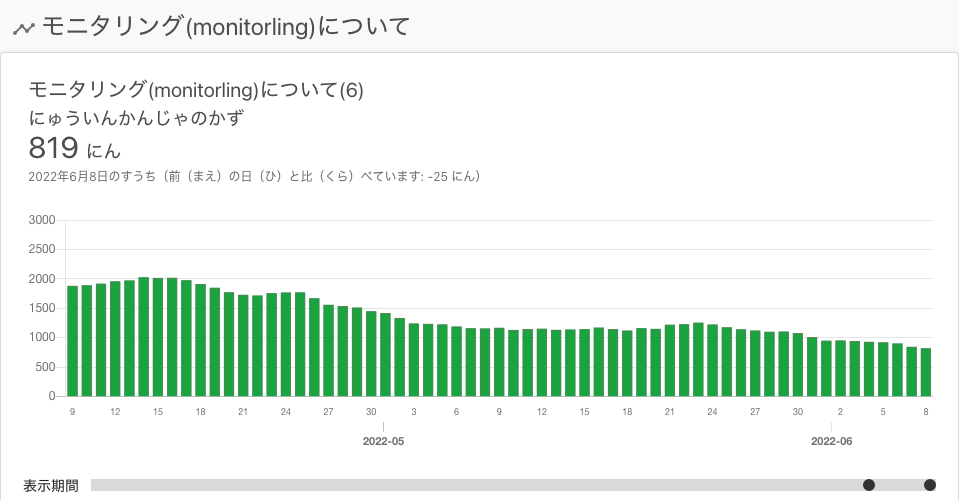 モニタリング(monitorling)について
モニタリング(monitorling)について(6)
にゅういんかんじゃのかず
819 にん
2022年6月8日のすうち（前（まえ）の日（ひ）と比（くら）べています: -25 にん）
3000
2500
2000
1500
1000
500
0
9 12 15 18 21 24 27 30 3 6 9 12 15 18 21 24 27 30 2 5 8
2022-05 2022-06
表示期間